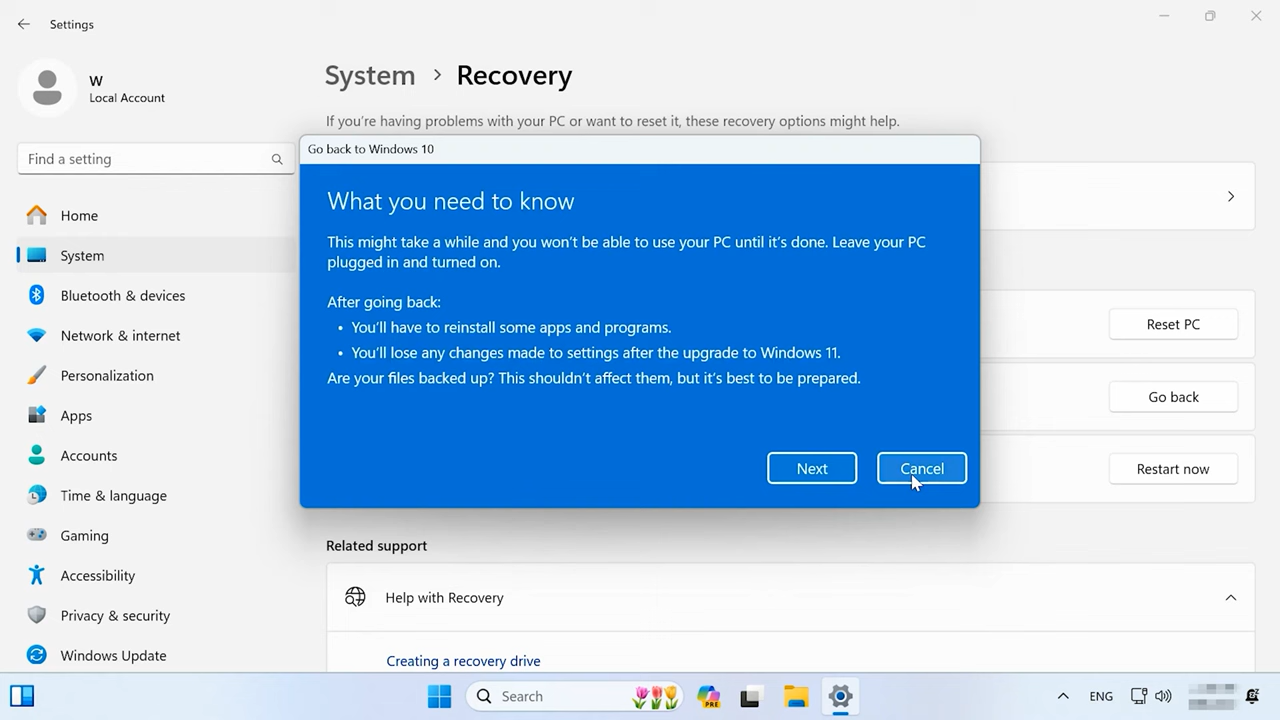 Settings
W
Local Account
Find a setting
Home
System
Bluetooth & devices
Network & internet
Personalization
Apps
Accounts
Time & language
Gaming
Accessibility
Privacy & security
Windows Update
System > Recovery
If you're having problems with your PC or want to reset it, these recovery options might help.
Go back to Windows 10
What you need to know
This might take a while and you won't be able to use your PC until it's done. Leave your PC
plugged in and turned on.
After going back:
• You'll have to reinstall some apps and programs.
• You'll lose any changes made to settings after the upgrade to Windows 11.
Are your files backed up? This shouldn't affect them, but it's best to be prepared.
Next
Cancel
Reset PC
Go back
Restart now
Related support
Help with Recovery
Creating a recovery drive
Search
PRE
ENG